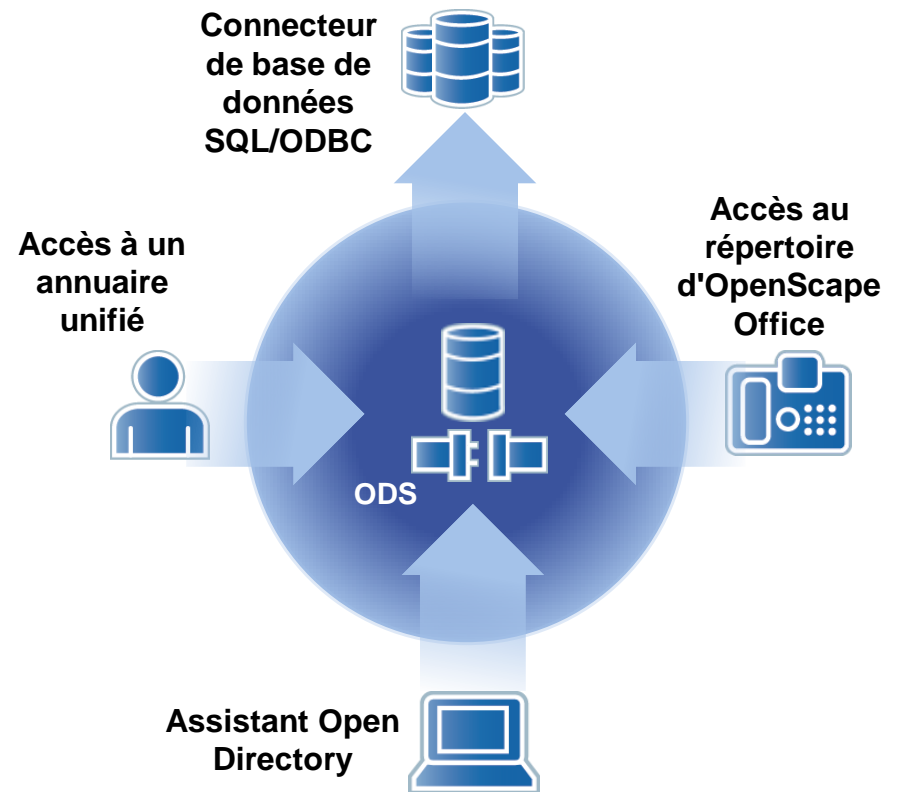 Connecteur
de base de
données
SQL/ODBC
Accès à un
annuaire
unifié
Accès au
répertoire
d'OpenScape
Office
ODS
Assistant Open
Directory